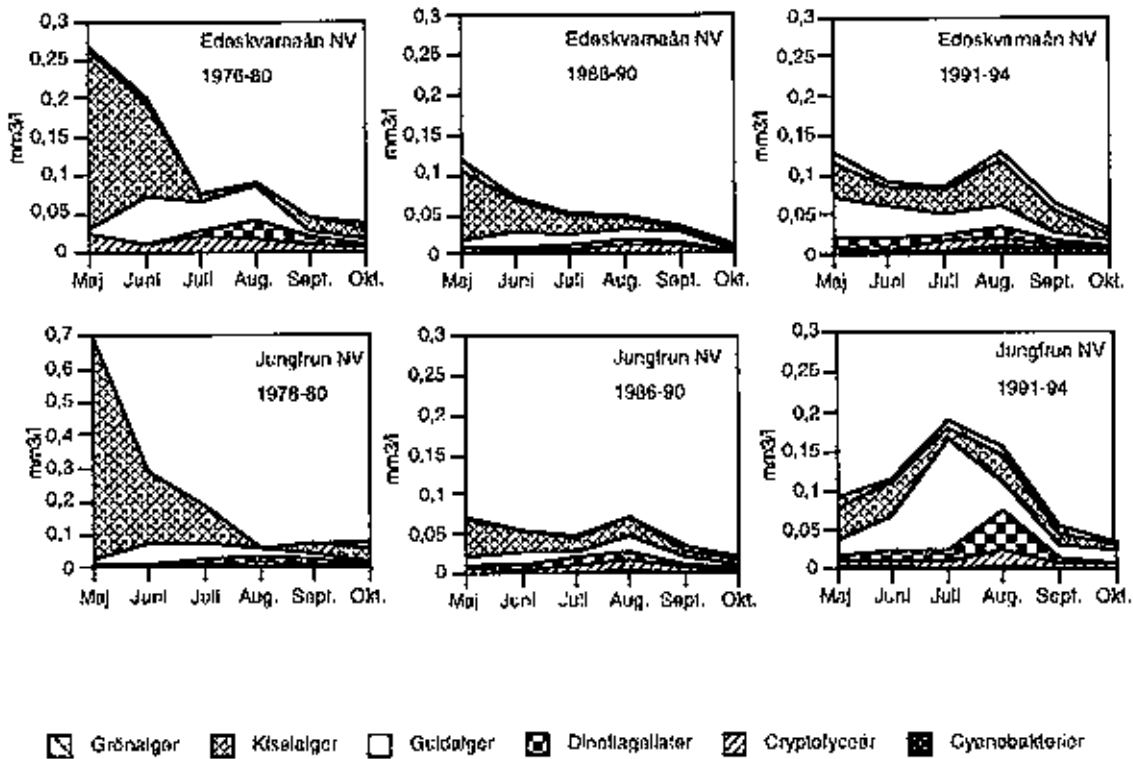 mm3/l
0,3
0,25
0,2
0,15
0,1
0,05
0
Edeskvarnaån NV
1976-80
Maj Juni Juli Aug. Sept. Okt.
mm3/l
0,3
0,25
0,2
0,15
0,1
0,05
0
Edeskvarnaån NV
1986-90
Maj Juni Juli Aug. Sept. Okt.
mm3/l
0,3
0,25
0,2
0,15
0,1
0,05
0
Edeskvarnaån NV
1991-94
Maj Juni Juli Aug. Sept. Okt.
mm3/l
0,7
0,6
0,5
0,4
0,3
0,2
0,1
0
Jungfrun NV
1976-80
Maj Juni Juli Aug. Sept. Okt.
mm3/l
0,3
0,25
0,2
0,15
0,1
0,05
0
Jungfrun NV
1986-90
Maj Juni Juli Aug. Sept. Okt.
mm3/l
0,3
0,25
0,2
0,15
0,1
0,05
0
Jungfrun NV
1991-94
Maj Juni Juli Aug. Sept. Okt.
Grönalger Kiselalger Guldalger Dinoflagellater Cryptofyceér Cyanobakterier